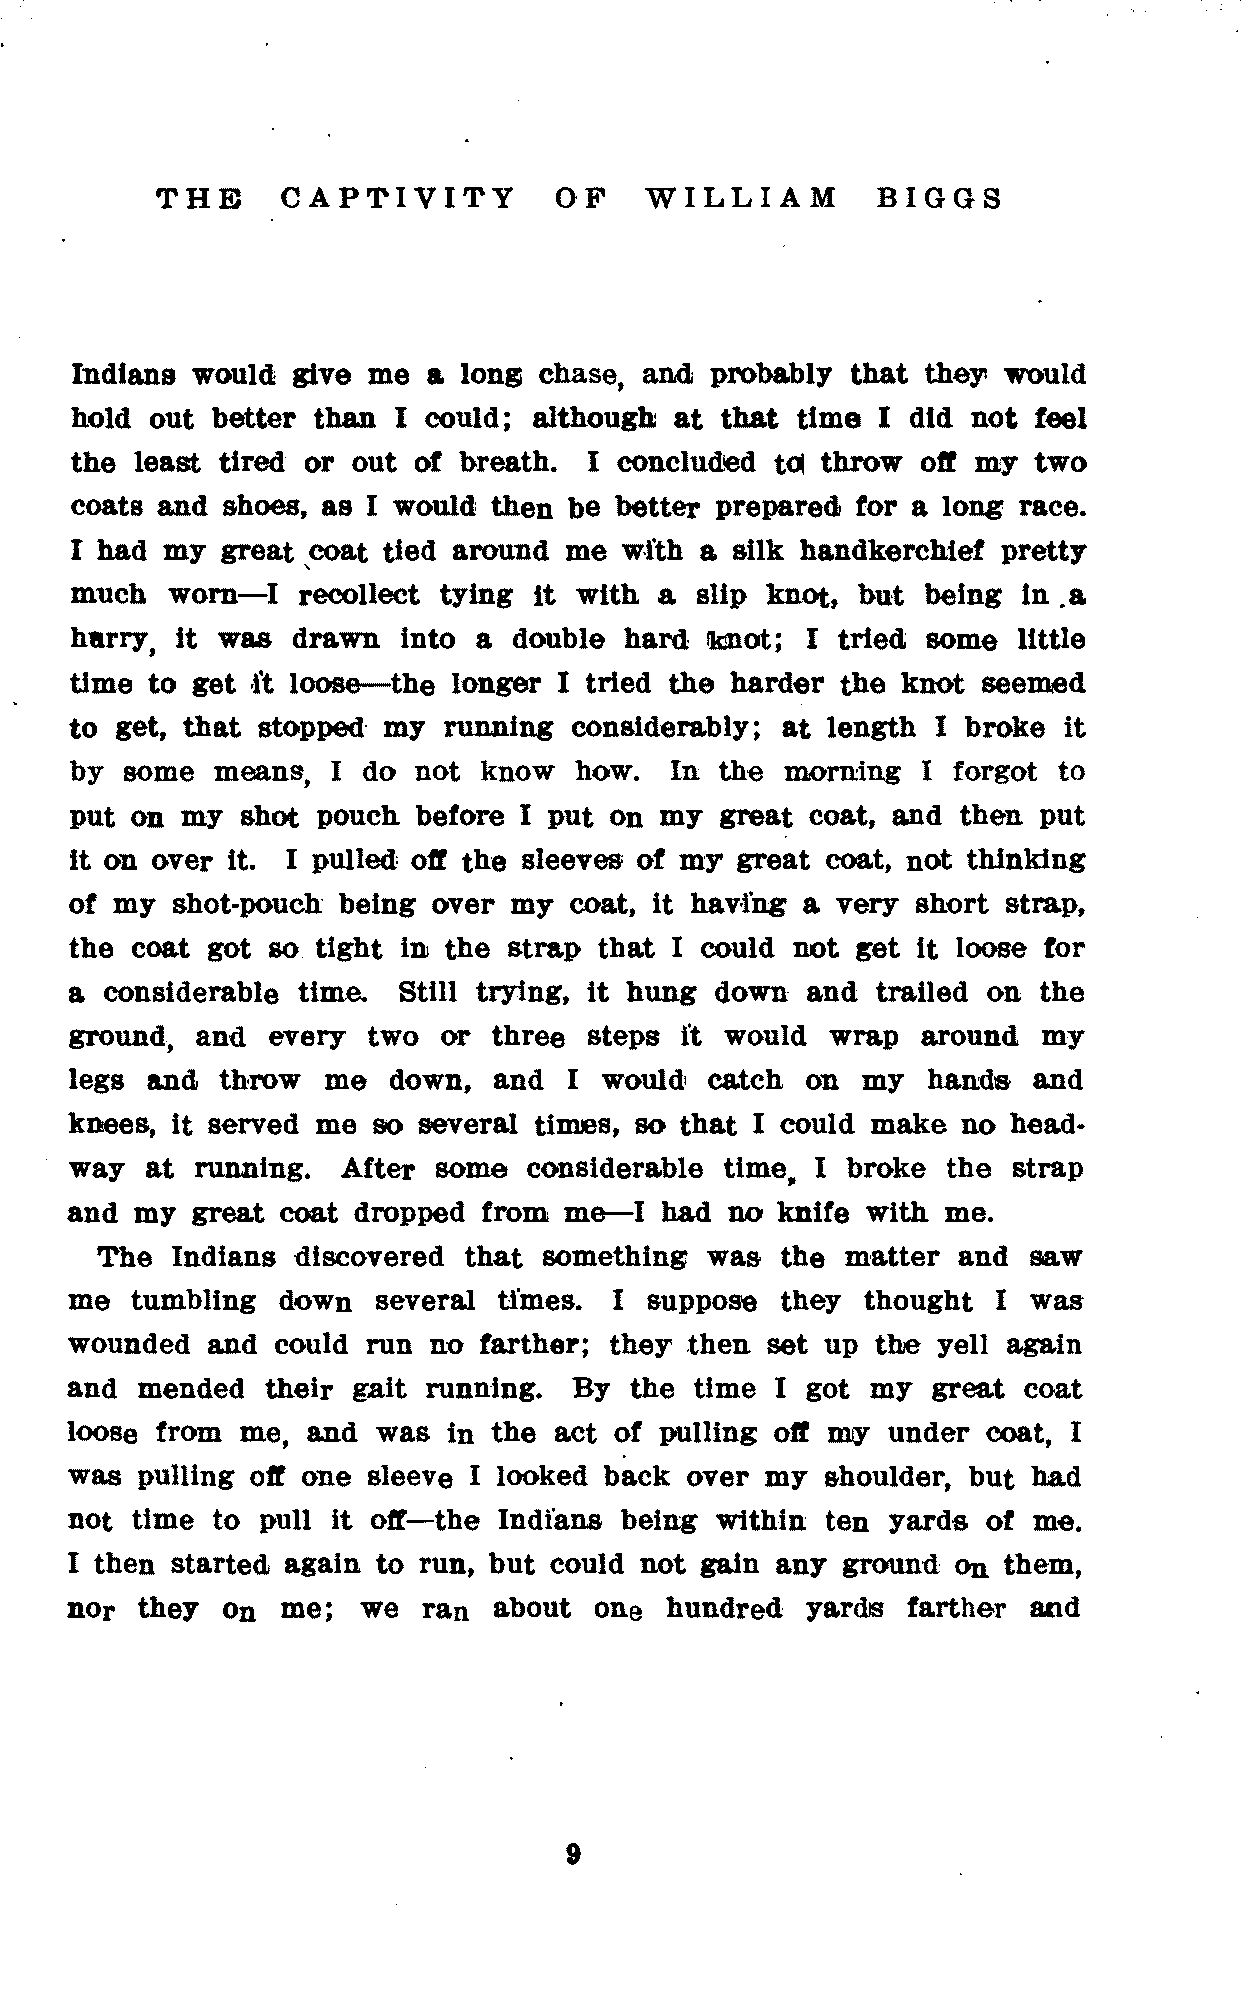 THE CAPTIVITY OF WILLIAM BIGGS
Indians would give me a long chase, and probably that they would
hold out better than I could; although at that time I did not feel
the least tired or out of breath. I concluded to throw off my two
coats and shoes, as I would then be better prepared for a long race.
I had my great coat tied around me with a silk handkerchief pretty
much worn—I recollect tying it with a slip knot, but being in a
hurry, it was drawn into a double hard knot; I tried some little
time to get it loose—the longer I tried the harder the knot seemed
to get, that stopped my running considerably; at length I broke it
by some means, I do not know how. In the morning I forgot to
put on my shot pouch before I put on my great coat, and then put
it on over it. I pulled off the sleeves of my great coat, not thinking
of my shot-pouch being over my coat, it having a very short strap,
the coat got so tight in the strap that I could not get it loose for
a considerable time. Still trying, it hung down and trailed on the
ground, and every two or three steps it would wrap around my
legs and throw me down, and I would catch on my hands and
knees, it served me so several times, so that I could make no head-
way at running. After some considerable time, I broke the strap
and my great coat dropped from me—I had no knife with me.
The Indians discovered that something was the matter and saw
me tumbling down several times. I suppose they thought I was
wounded and could run no farther; they then set up the yell again
and mended their gait running. By the time I got my great coat
loose from me, and was in the act of pulling off my under coat, I
was pulling off one sleeve I looked back over my shoulder, but had
not time to pull it off—the Indians being within ten yards of me.
I then started again to run, but could not gain any ground on them,
nor they on me; we ran about one hundred yards farther and
9